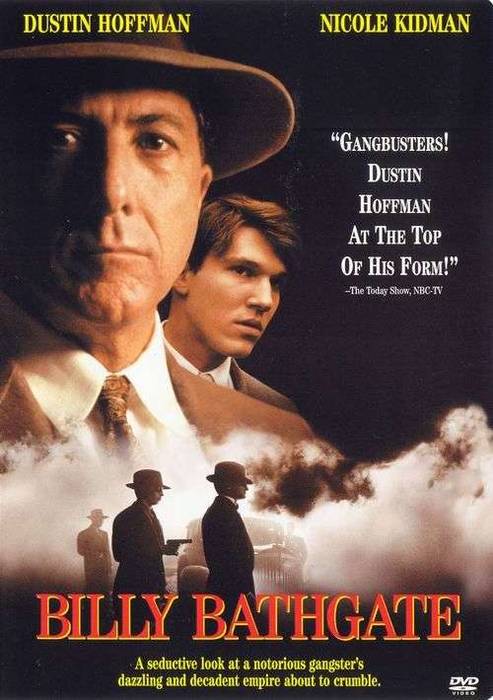 DUSTIN HOFFMAN
NICOLE KIDMAN
"GANGBUSTERS!
DUSTIN
HOFFMAN
AT THE TOP
OF HIS FORM!"
–The Today Show, NBC-TV
BILLY BATHGATE
A seductive look at a notorious gangster's
dazzling and decadent empire about to crumble.
DVD
VIDEO